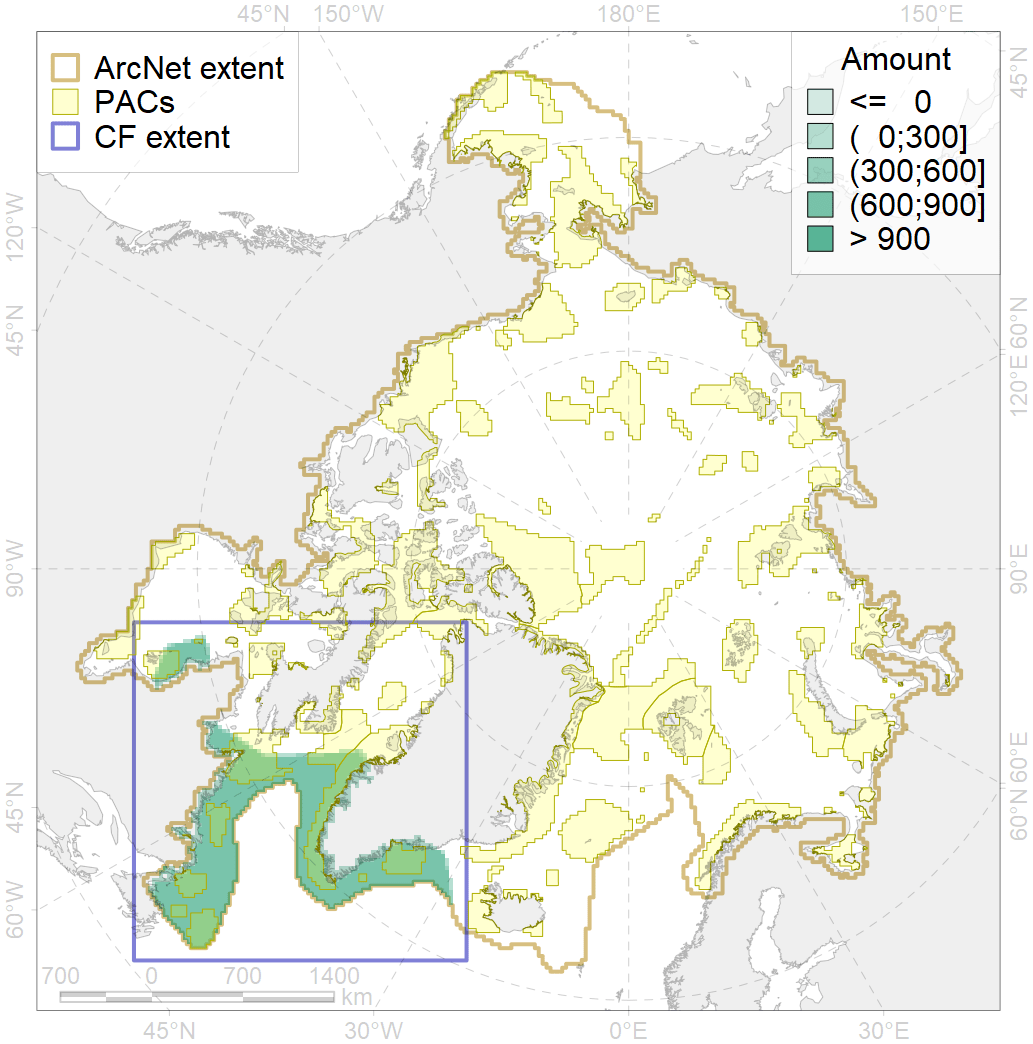 45°N 150°W 180°E 150°E
ArcNet extent
PACs
CF extent
Amount
<= 0
( 0;300]
(300;600]
(600;900]
> 900
45°N
120°W
45°N
90°W
45°N
60°W
60°N
120°E
90°E
60°E
60°N
700 0 700 1400
km
45°N 30°W 0°E 30°E